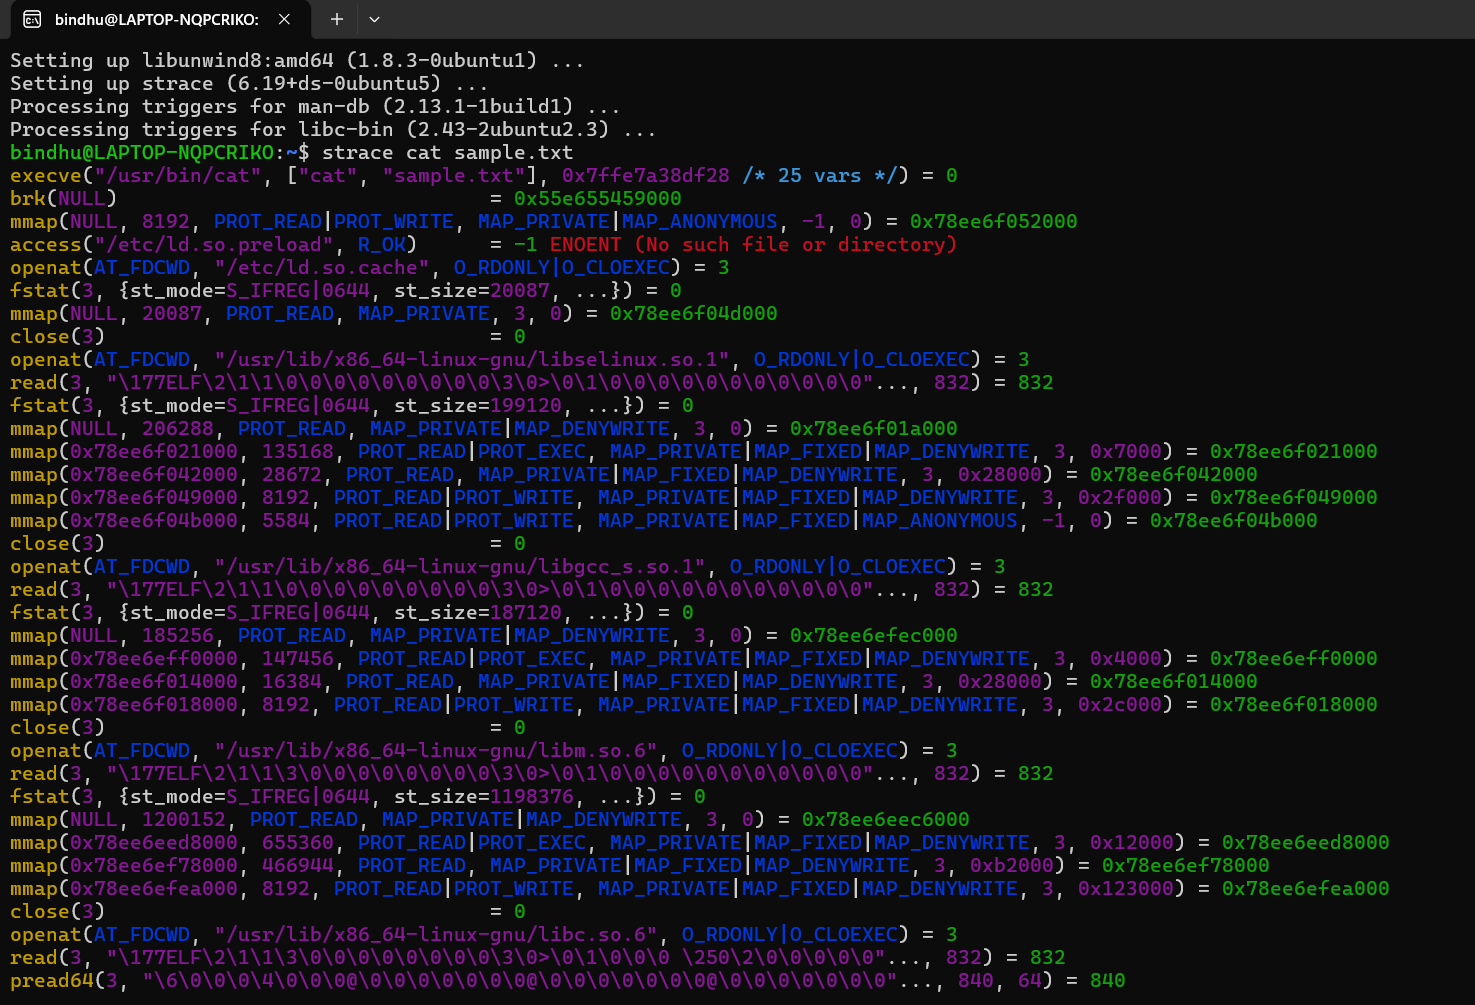 bindhu@LAPTOP-NQPCRIKO:
Setting up libunwind8:amd64 (1.8.3-0ubuntu1) ...
Setting up strace (6.19+ds-0ubuntu5) ...
Processing triggers for man-db (2.13.1-1build1) ...
Processing triggers for libc-bin (2.43-2ubuntu2.3) ...
bindhu@LAPTOP-NQPCRIKO:~$ strace cat sample.txt
execve("/usr/bin/cat", ["cat", "sample.txt"], 0x7ffe7a38df28 /* 25 vars */) = 0
brk(NULL)                               = 0x55e655459000
mmap(NULL, 8192, PROT_READ|PROT_WRITE, MAP_PRIVATE|MAP_ANONYMOUS, -1, 0) = 0x78ee6f052000
access("/etc/ld.so.preload", R_OK)      = -1 ENOENT (No such file or directory)
openat(AT_FDCWD, "/etc/ld.so.cache", O_RDONLY|O_CLOEXEC) = 3
fstat(3, {st_mode=S_IFREG|0644, st_size=20087, ...}) = 0
mmap(NULL, 20087, PROT_READ, MAP_PRIVATE, 3, 0) = 0x78ee6f04d000
close(3)                                = 0
openat(AT_FDCWD, "/usr/lib/x86_64-linux-gnu/libselinux.so.1", O_RDONLY|O_CLOEXEC) = 3
read(3, "\177ELF\2\1\1\0\0\0\0\0\0\0\0\0\3\0>\0\1\0\0\0\0\0\0\0\0\0\0\0"..., 832) = 832
fstat(3, {st_mode=S_IFREG|0644, st_size=199120, ...}) = 0
mmap(NULL, 206288, PROT_READ, MAP_PRIVATE|MAP_DENYWRITE, 3, 0) = 0x78ee6f01a000
mmap(0x78ee6f021000, 135168, PROT_READ|PROT_EXEC, MAP_PRIVATE|MAP_FIXED|MAP_DENYWRITE, 3, 0x7000) = 0x78ee6f021000
mmap(0x78ee6f042000, 28672, PROT_READ, MAP_PRIVATE|MAP_FIXED|MAP_DENYWRITE, 3, 0x28000) = 0x78ee6f042000
mmap(0x78ee6f049000, 8192, PROT_READ|PROT_WRITE, MAP_PRIVATE|MAP_FIXED|MAP_DENYWRITE, 3, 0x2f000) = 0x78ee6f049000
mmap(0x78ee6f04b000, 5584, PROT_READ|PROT_WRITE, MAP_PRIVATE|MAP_FIXED|MAP_ANONYMOUS, -1, 0) = 0x78ee6f04b000
close(3)                                = 0
openat(AT_FDCWD, "/usr/lib/x86_64-linux-gnu/libgcc_s.so.1", O_RDONLY|O_CLOEXEC) = 3
read(3, "\177ELF\2\1\1\0\0\0\0\0\0\0\0\0\3\0>\0\1\0\0\0\0\0\0\0\0\0\0\0"..., 832) = 832
fstat(3, {st_mode=S_IFREG|0644, st_size=187120, ...}) = 0
mmap(NULL, 185256, PROT_READ, MAP_PRIVATE|MAP_DENYWRITE, 3, 0) = 0x78ee6efec000
mmap(0x78ee6eff0000, 147456, PROT_READ|PROT_EXEC, MAP_PRIVATE|MAP_FIXED|MAP_DENYWRITE, 3, 0x4000) = 0x78ee6eff0000
mmap(0x78ee6f014000, 16384, PROT_READ, MAP_PRIVATE|MAP_FIXED|MAP_DENYWRITE, 3, 0x28000) = 0x78ee6f014000
mmap(0x78ee6f018000, 8192, PROT_READ|PROT_WRITE, MAP_PRIVATE|MAP_FIXED|MAP_DENYWRITE, 3, 0x2c000) = 0x78ee6f018000
close(3)                                = 0
openat(AT_FDCWD, "/usr/lib/x86_64-linux-gnu/libm.so.6", O_RDONLY|O_CLOEXEC) = 3
read(3, "\177ELF\2\1\1\3\0\0\0\0\0\0\0\0\3\0>\0\1\0\0\0\0\0\0\0\0\0\0\0"..., 832) = 832
fstat(3, {st_mode=S_IFREG|0644, st_size=1198376, ...}) = 0
mmap(NULL, 1200152, PROT_READ, MAP_PRIVATE|MAP_DENYWRITE, 3, 0) = 0x78ee6eec6000
mmap(0x78ee6eed8000, 655360, PROT_READ|PROT_EXEC, MAP_PRIVATE|MAP_FIXED|MAP_DENYWRITE, 3, 0x12000) = 0x78ee6eed8000
mmap(0x78ee6ef78000, 466944, PROT_READ, MAP_PRIVATE|MAP_FIXED|MAP_DENYWRITE, 3, 0xb2000) = 0x78ee6ef78000
mmap(0x78ee6efea000, 8192, PROT_READ|PROT_WRITE, MAP_PRIVATE|MAP_FIXED|MAP_DENYWRITE, 3, 0x123000) = 0x78ee6efea000
close(3)                                = 0
openat(AT_FDCWD, "/usr/lib/x86_64-linux-gnu/libc.so.6", O_RDONLY|O_CLOEXEC) = 3
read(3, "\177ELF\2\1\1\3\0\0\0\0\0\0\0\0\3\0>\0\1\0\0\0 \250\2\0\0\0\0\0"..., 832) = 832
pread64(3, "\6\0\0\0\4\0\0\0@\0\0\0\0\0\0\0@\0\0\0\0\0\0\0@\0\0\0\0\0\0\0"..., 840, 64) = 840